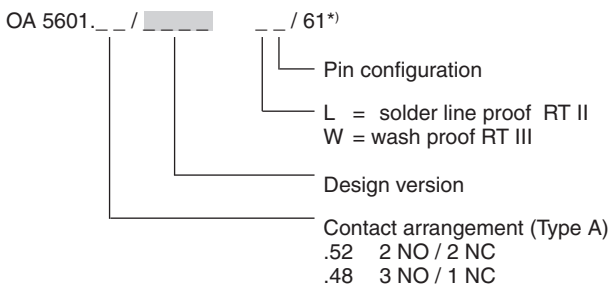 OA 5601._ _ / _ _ _ _ _ _ / 61*)
Pin configuration
L = solder line proof RT II
W = wash proof RT III
Design version
Contact arrangement (Type A)
.52 2 NO / 2 NC
.48 3 NO / 1 NC